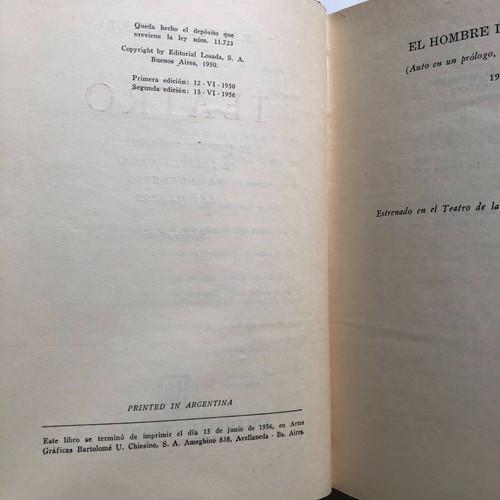 Queda hecho el depósito que
previene la ley núm. 11.723
Copyright by Editorial Losada, S. A.
Buenos Aires, 1950.
Primera edición: 12 - VI - 1950
Segunda edición: 15 - VI - 1956
TEATRO
PRINTED IN ARGENTINA
Este libro se terminó de imprimir el día 15 de junio de 1956, en Artes
Gráficas Bartolomé U. Chiesino, S. A. Ameghino 838, Avellaneda - Bs. Aires.
EL HOMBRE
(Auto en un prólogo,
19
Estrenado en el Teatro de la